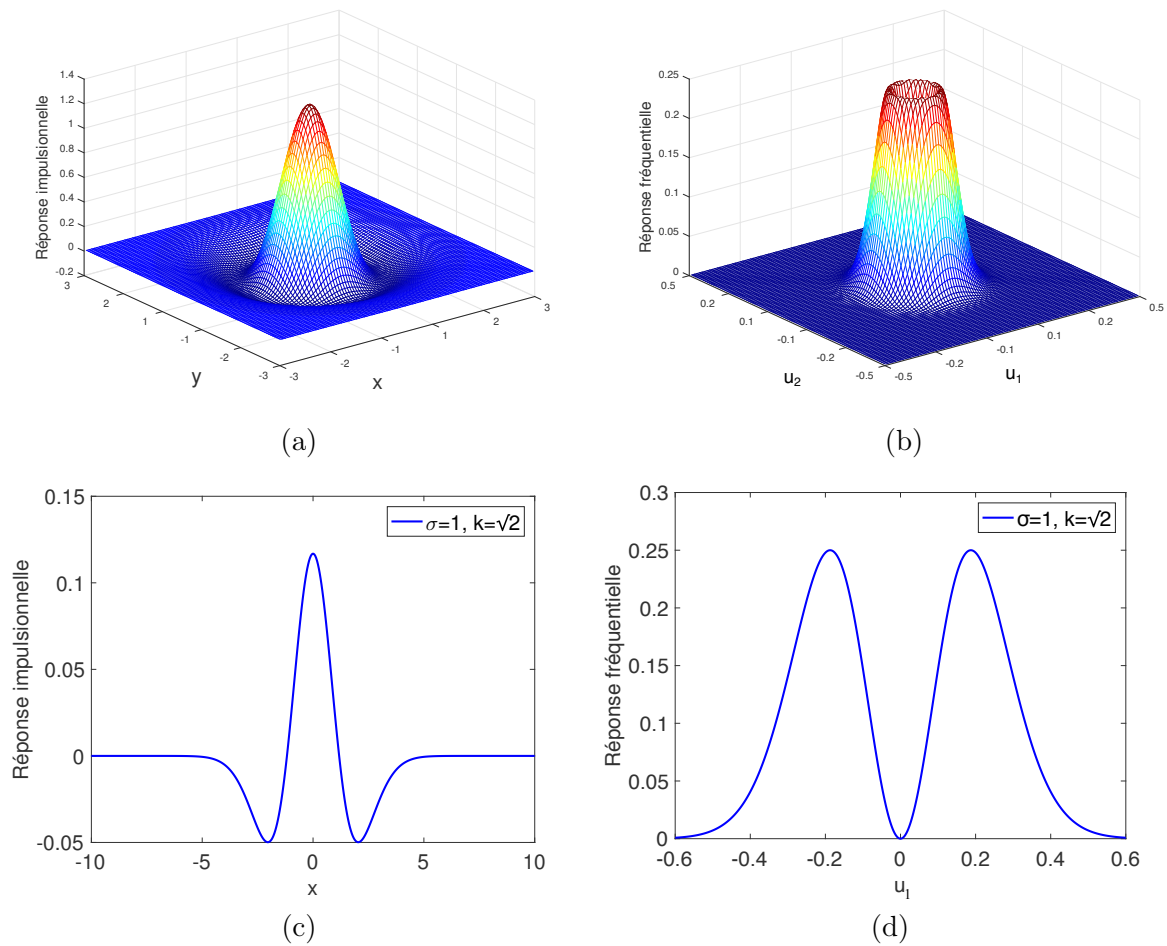 Réponse impulsionnelle
1.4
1.2
1
0.8
0.6
0.4
0.2
0
-0.2
3
2
1
-1
-2
-3
y
-3
-2
-1
1
2
3
x
(a)
Réponse fréquentielle
0.25
0.2
0.15
0.1
0.05
0
0.5
0.2
0.1
-0.1
-0.2
-0.5
u2
-0.5
-0.2
-0.1
0.1
0.2
0.5
u1
(b)
Réponse impulsionnelle
0.15
0.1
0.05
0
-0.05
σ=1, k=√2
-10 -5 0 5 10
x
(c)
Réponse fréquentielle
0.3
0.25
0.2
0.15
0.1
0.05
0
σ=1, k=√2
-0.6 -0.4 -0.2 0 0.2 0.4 0.6
u1
(d)